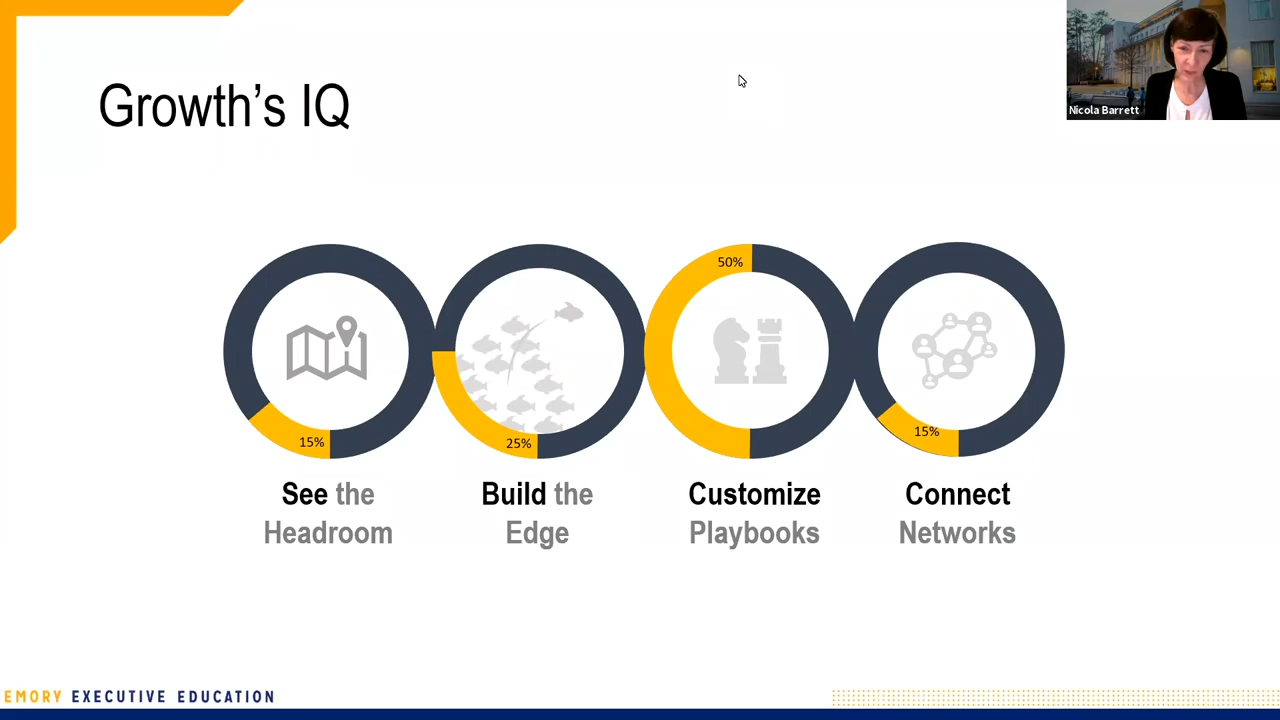 Growth's IQ
Nicola Barrett
15%
25%
50%
15%
See the
Headroom
Build the
Edge
Customize
Playbooks
Connect
Networks
EMORY EXECUTIVE EDUCATION